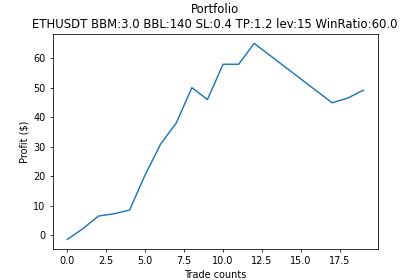 Portfolio
ETHUSDT BBM:3.0 BBL:140 SL:0.4 TP:1.2 lev:15 WinRatio:60.0
60
50
40
30
20
10
0
Profit ($)
0.0 2.5 5.0 7.5 10.0 12.5 15.0 17.5
Trade counts